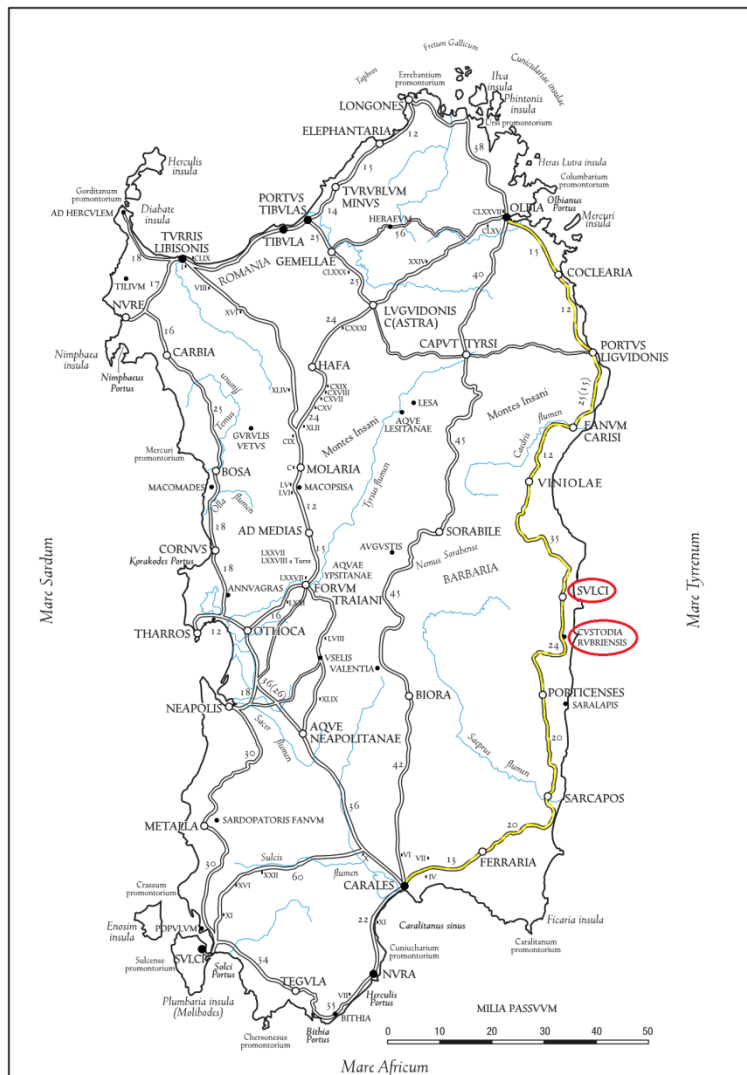 Fretum Gallicum
Cuniculariae insulae
Taphros
Errebantium
promontorium
Ilva
insula
Phintonis
insula
LONGONES
Ursi promontorium
ELEPHANTARIA
12
38
Herculis
insula
15
Heras Lutra insula
Columbarium
promontorium
Gorditanum
promontorium
PORTVS
TIBVLAS
TVRVBLVM
MINVS
Olbianus
Portus
AD HERCVLEM
Diabate
insula
14
HERAEVM
CLXXVII
OLBIA
Mercuri
insula
TVRRIS
LIBISONIS
TIBVLA
25
56
CLXV
18
CLIX
I
ROMANIA
GEMELLAE
XXIV
15
COCLEARIA
TILIVM
17
VIII
CLXXX
25
40
12
NVRE
XVI
LVGVIDONIS
C(ASTRA)
16
24
CXXXI
CAPVT TYRSI
PORTVS
LIGVIDONIS
Nimphaea
insula
CARBIA
Nimphaeus
Portus
HAFA
25(15)
25
Temus
flumen
XLIV
CXIX
CXVIII
CXVII
CXV
24
LESA
AQVE
LESITANAE
Montes Insani
Caedris
flumen
FANVM
CARISI
GVRVLIS
VETVS
XLII
CIX
Montes Insani
45
12
Mercuri
promontorium
BOSA
C
MOLARIA
Tyrsus flumen
VINIOLAE
MACOMADES
LV
LVI
MACOPSISA
Olla
flumen
12
18
AD MEDIAS
SORABILE
35
CORNVS
Korakodes Portus
15
AVGVSTIS
Nemus Sorabense
LXXVII
LXXVIII a Turre
AQVAE
YPSITANAE
BARBARIA
18
ANNVAGRAS
LXXVII
FORVM
TRAIANI
45
SVLCI
LXXI
16
THARROS
12
OTHOCA
LVIII
CVSTODIA
RVBRIENSIS
VSELIS
VALENTIA
24
36(26)
18
NEAPOLIS
XLIX
BIORA
PORTICENSES
SARALAPIS
Sacer
flumen
AQVE
NEAPOLITANAE
Saeprus
flumen
20
30
42
SARCAPOS
36
METALLA
SARDOPATORIS FANVM
20
30
Sulcis
flumen
X
VI
VII
FERRARIA
XXII
60
13
XVI
IV
Crassum
promontorium
CARALES
XI
Enosim
insula
POPVLVM
22
XI
Caralitanus sinus
Ficaria insula
Caralitanum
promontorium
SVLCI
Sulcense
promontorium
Solci
Portus
34
Cuniucharium
promontorium
Plumbaria insula
(Molibodes)
TEGVLA
NVRA
VII
Herculis
Portus
35
BITHIA
Bithia
Portus
MILIA PASSVVM
Chersonesus
promontorium
0 10 20 30 40 50
Mare Sardum
Mare Tyrrenum
Mare Africum